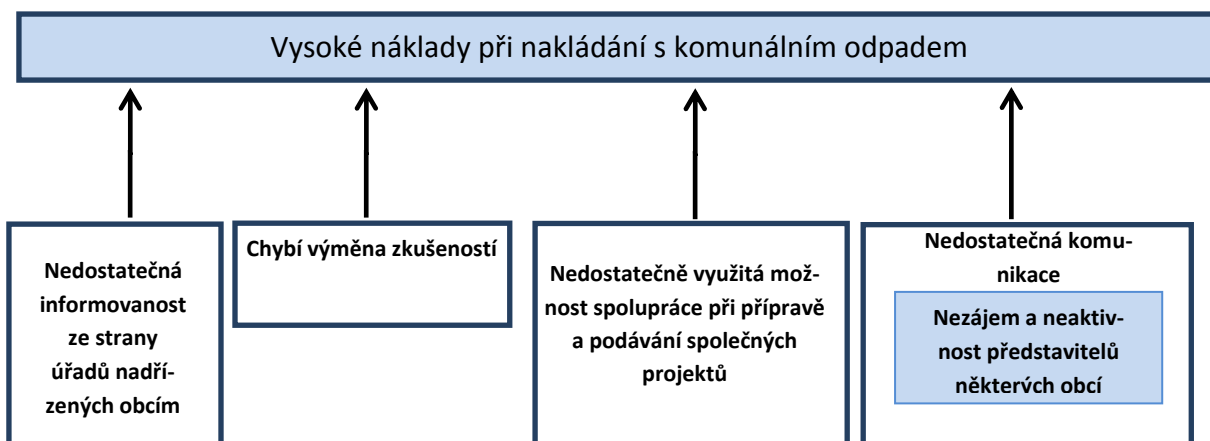 Vysoké náklady při nakládání s komunálním odpadem
Nedostatečná
informovanost
ze strany
úřadů nadří-
zených obcím
Chybí výměna zkušeností
Nedostatečně využitá mož-
nost spolupráce při přípravě
a podávání společných
projektů
Nedostatečná komu-
nikace
Nezájem a neaktiv-
nost představitelů
některých obcí